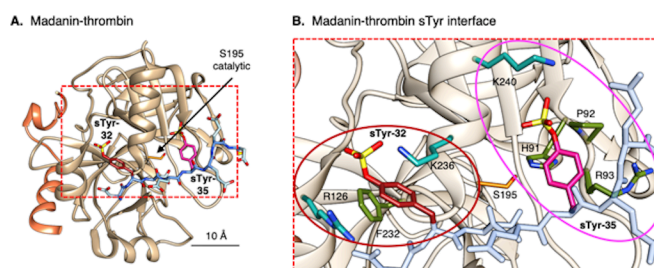 A. Madanin-thrombin
S195
catalytic
sTyr-
32
sTyr-
35
10 Å
B. Madanin-thrombin sTyr interface
K240
P92
sTyr-32
H91
K236
R126
R93
S195
F232
sTyr-35